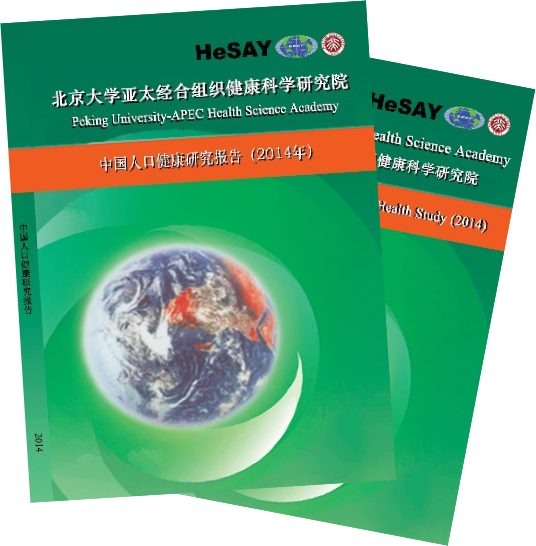 HeSAY
北京大学亚太经合组织健康科学研究院
Peking University-APEC Health Science Academy
中国人口健康研究报告（2014年）
中国人口健康研究报告
2014
HeSAY
ealth Science Academy
健康科学研究院
Health Study (2014)